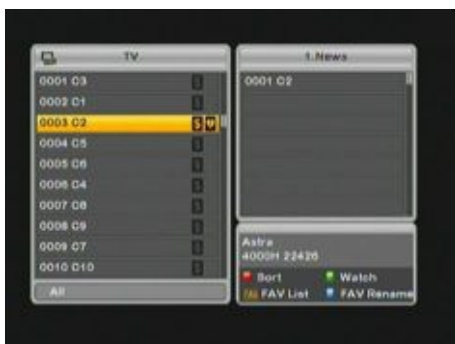 TV
0001 C3
0002 C1
0003 C2
0004 C5
0005 C6
0006 C4
0007 C8
0008 C9
0009 C7
0010 C10
All
1.News
0001 C2
Astra
4000H 22426
Sort
Watch
FAV FAV List
FAV Rename